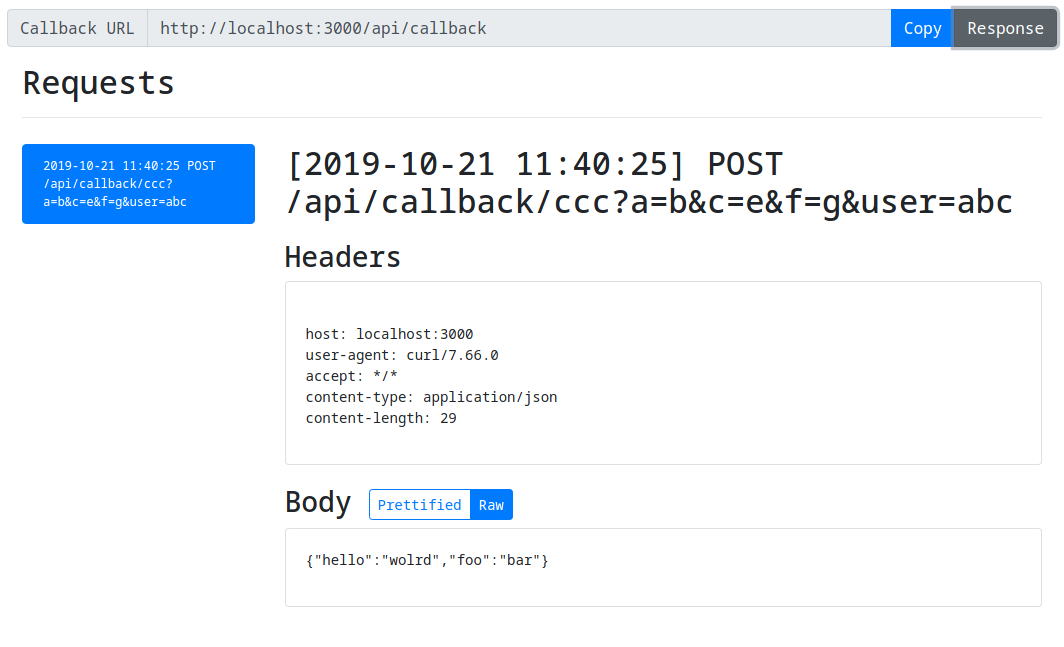 Callback URL http://localhost:3000/api/callback Copy Response
Requests
2019-10-21 11:40:25 POST
/api/callback/ccc?
a=b&c=e&f=g&user=abc
[2019-10-21 11:40:25] POST
/api/callback/ccc?a=b&c=e&f=g&user=abc
Headers
host: localhost:3000
user-agent: curl/7.66.0
accept: */*
content-type: application/json
content-length: 29
Body Prettified Raw
{"hello":"wolrd","foo":"bar"}